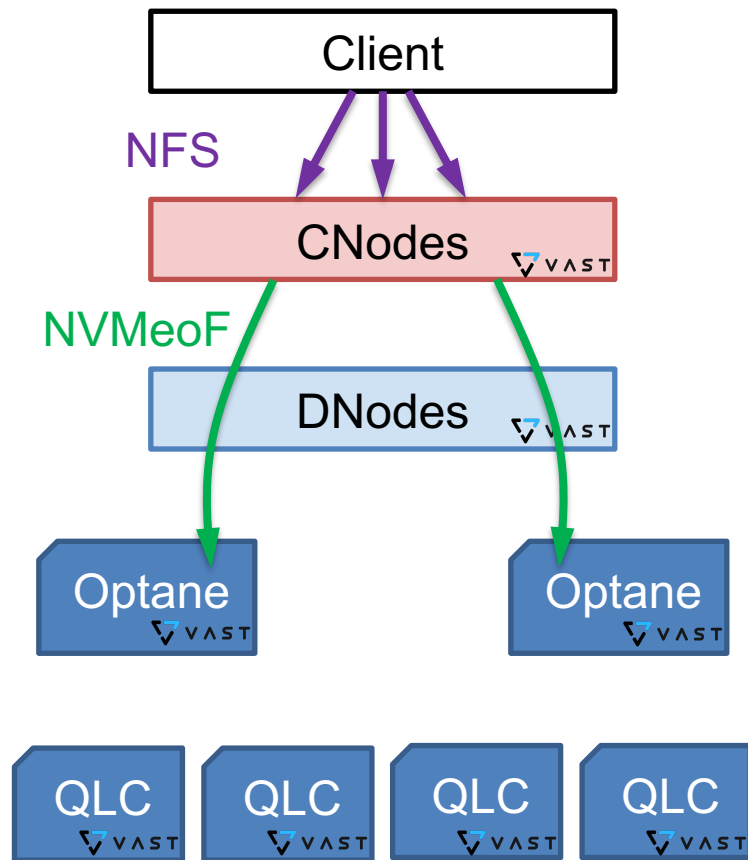 Client
NFS
CNodes
VAST
NVMeoF
DNodes
VAST
Optane
VAST
Optane
VAST
QLC
VAST
QLC
VAST
QLC
VAST
QLC
VAST